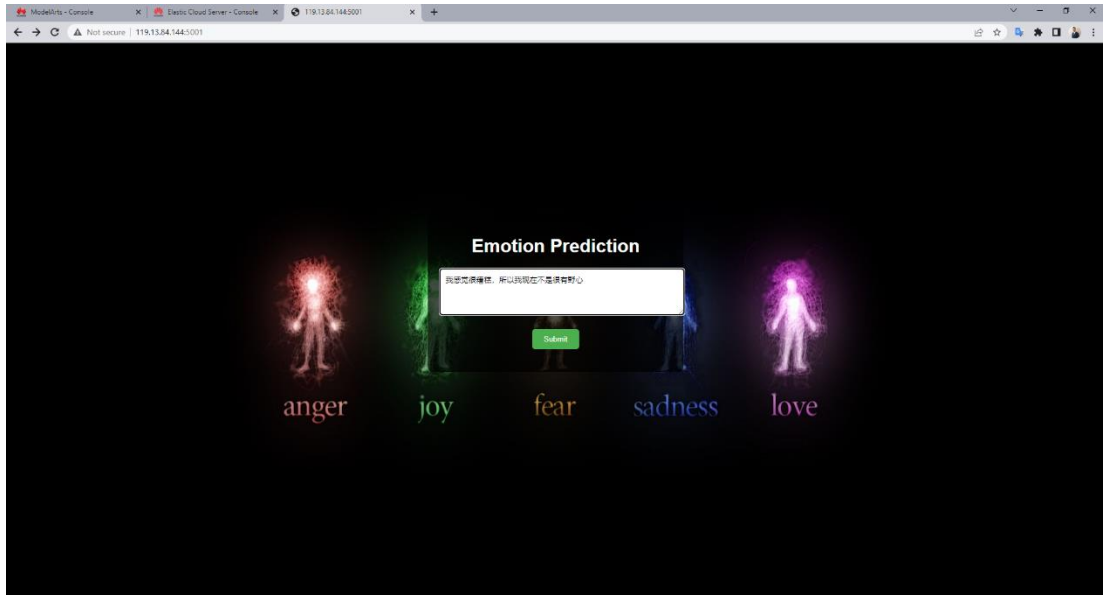 ModelArts - Console
Elastic Cloud Server - Console
119.13.84.144:5001
Not secure
119.13.84.144:5001
Emotion Prediction
我感觉很糟糕，所以我现在不是很有野心
Submit
anger
joy
fear
sadness
love